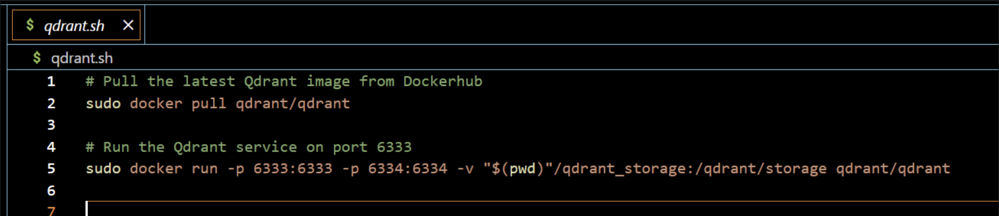 $ qdrant.sh ×
$ qdrant.sh
1 # Pull the latest Qdrant image from Dockerhub
2 sudo docker pull qdrant/qdrant
3
4 # Run the Qdrant service on port 6333
5 sudo docker run -p 6333:6333 -p 6334:6334 -v "$(pwd)"/qdrant_storage:/qdrant/storage qdrant/qdrant
6
7